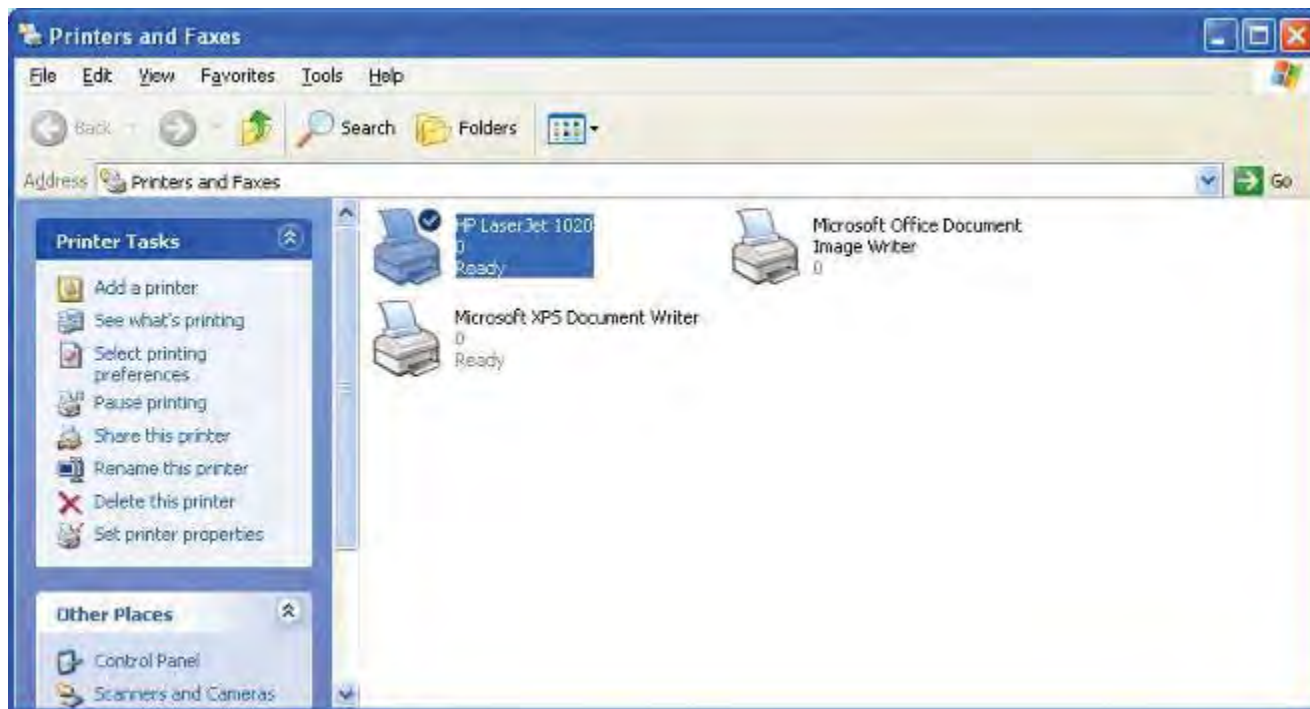 Printers and Faxes
File Edit View Favorites Tools Help
Back Search Folders
Address Printers and Faxes Go
Printer Tasks
Add a printer
See what's printing
Select printing
preferences
Pause printing
Share this printer
Rename this printer
Delete this printer
Set printer properties
Other Places
Control Panel
Scanners and Cameras
HP LaserJet 1020
0
Ready
Microsoft Office Document
Image Writer
0
Microsoft XPS Document Writer
0
Ready